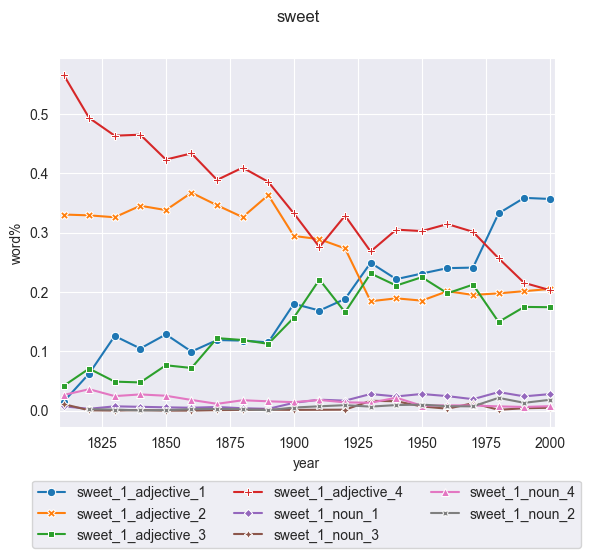 sweet
0.5
0.4
0.3
0.2
0.1
0.0
word%
1825 1850 1875 1900 1925 1950 1975 2000
year
sweet_1_adjective_1 sweet_1_adjective_4 sweet_1_noun_4
sweet_1_adjective_2 sweet_1_noun_1 sweet_1_noun_2
sweet_1_adjective_3 sweet_1_noun_3